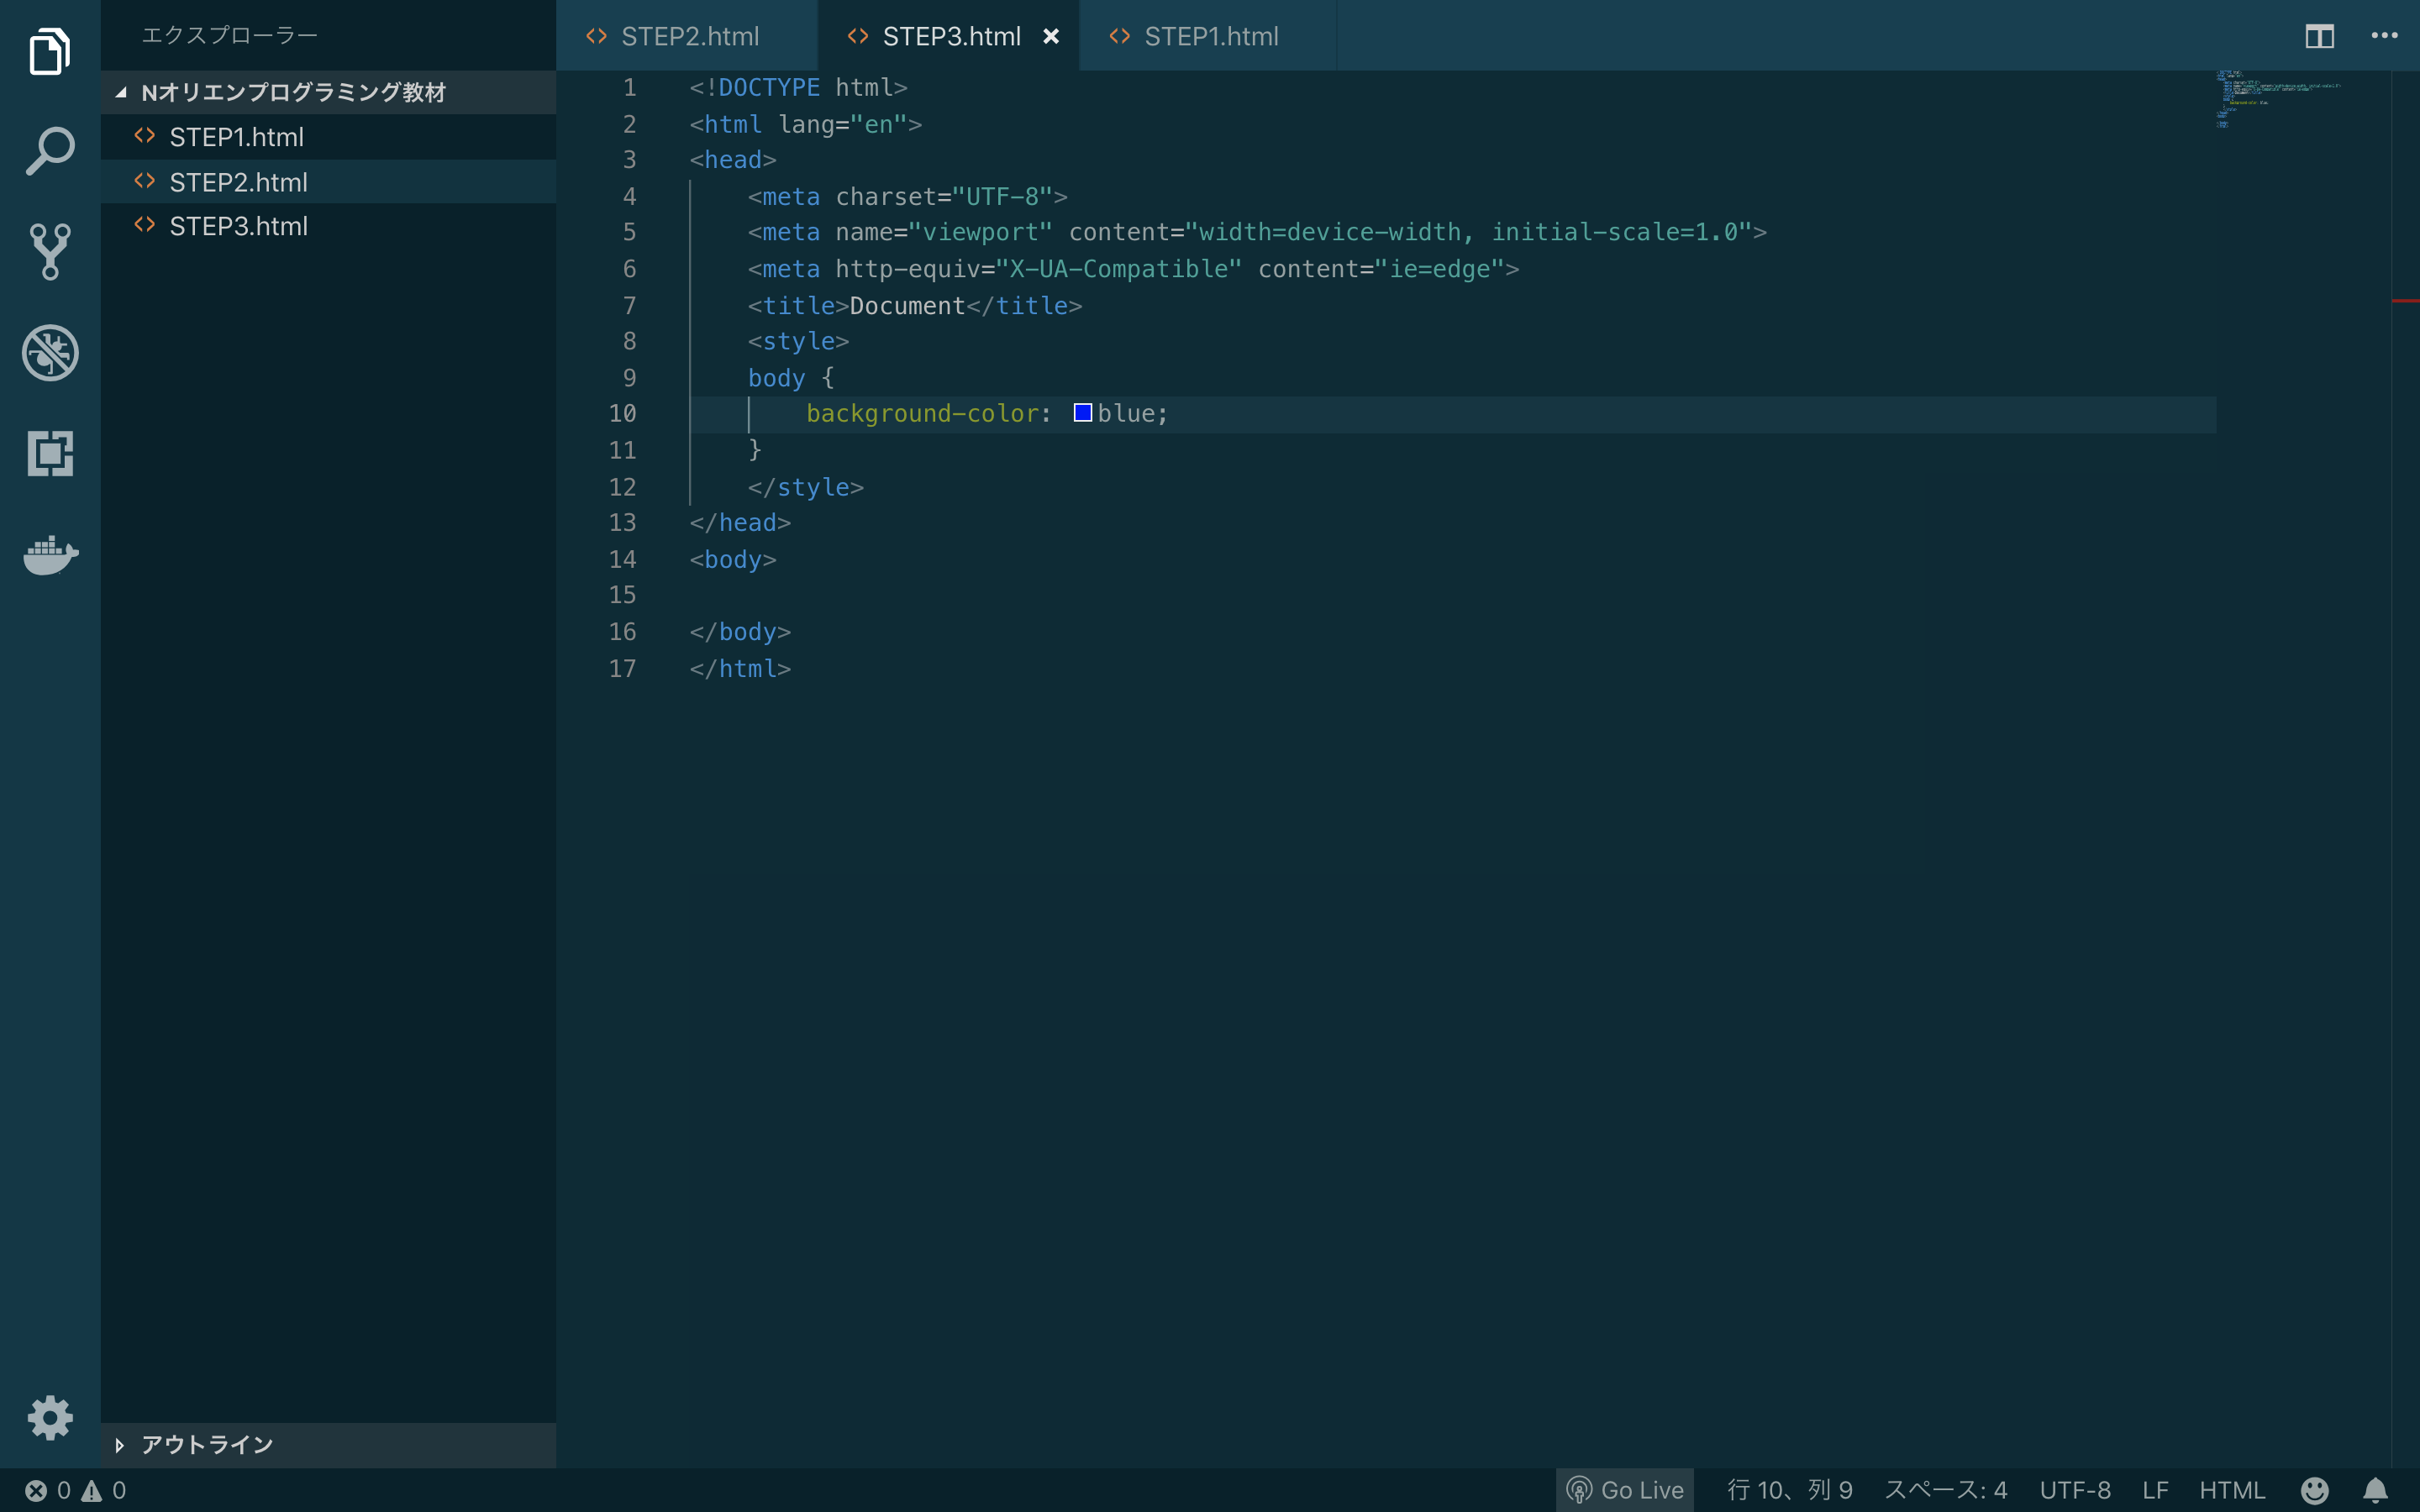 エクスプローラー
Nオリエンプログラミング教材
STEP1.html
STEP2.html
STEP3.html
アウトライン
STEP2.html
STEP3.html
STEP1.html
1 <!DOCTYPE html>
2 <html lang="en">
3 <head>
4     <meta charset="UTF-8">
5     <meta name="viewport" content="width=device-width, initial-scale=1.0">
6     <meta http-equiv="X-UA-Compatible" content="ie=edge">
7     <title>Document</title>
8     <style>
9     body {
10         background-color: blue;
11     }
12     </style>
13 </head>
14 <body>
15
16 </body>
17 </html>
0 0 Go Live 行 10、列 9 スペース: 4 UTF-8 LF HTML